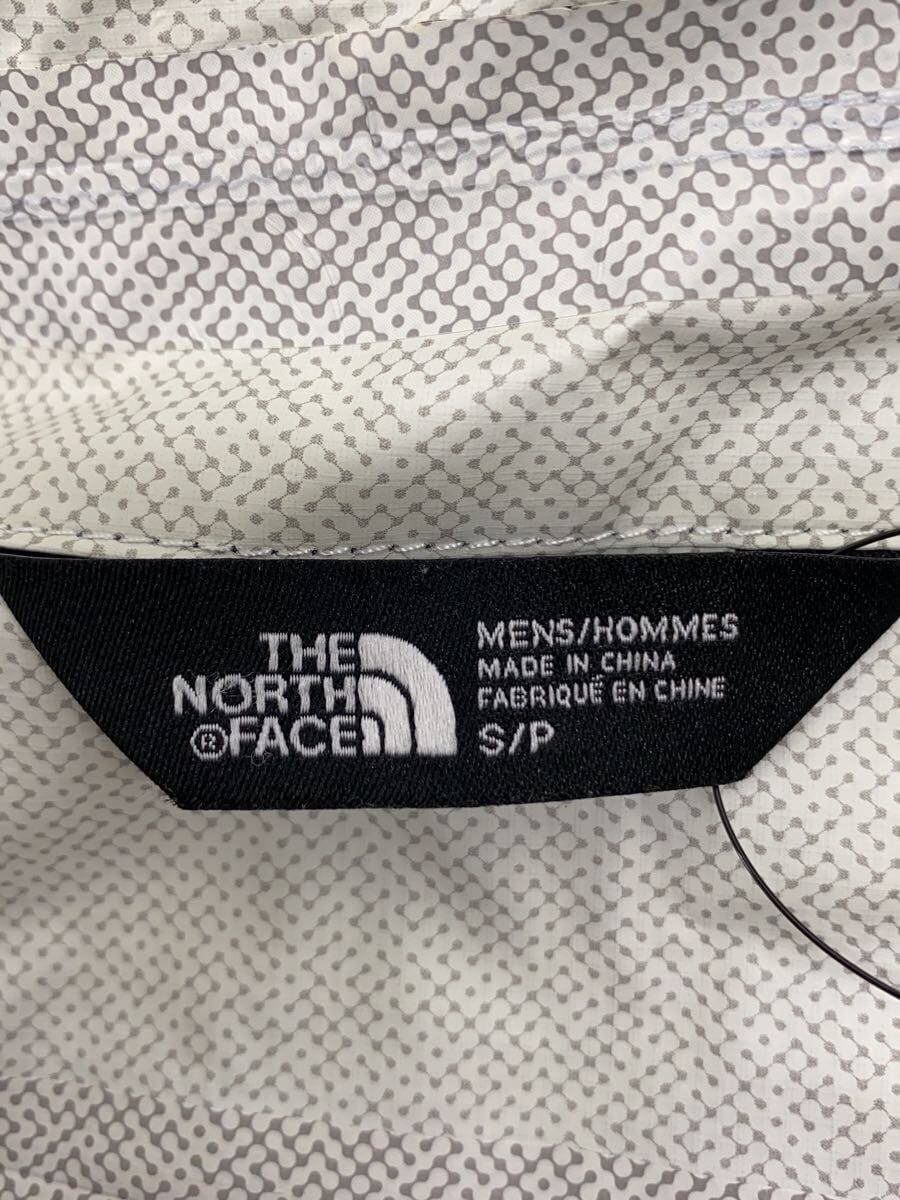 THE
NORTH
®FACE
MENS/HOMMES
MADE IN CHINA
FABRIQUÉ EN CHINE
S/P